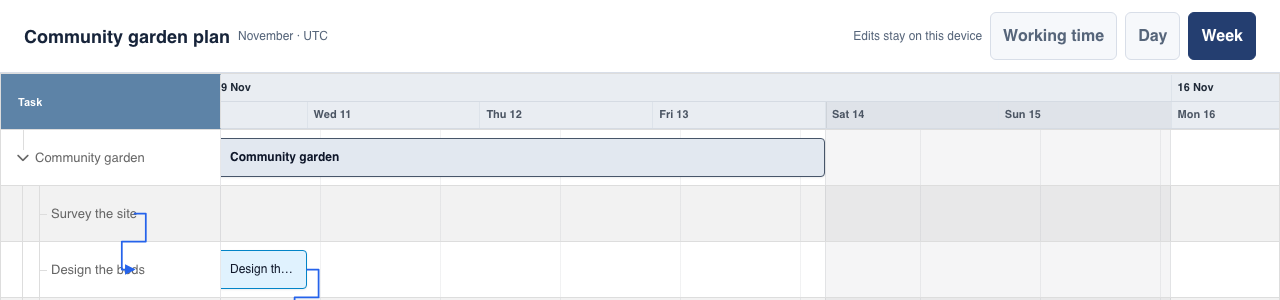 Community garden plan November · UTC
Edits stay on this device Working time Day Week
Task
9 Nov 16 Nov
Wed 11 Thu 12 Fri 13 Sat 14 Sun 15 Mon 16
Community garden Community garden
Survey the site
Design the beds Design th…